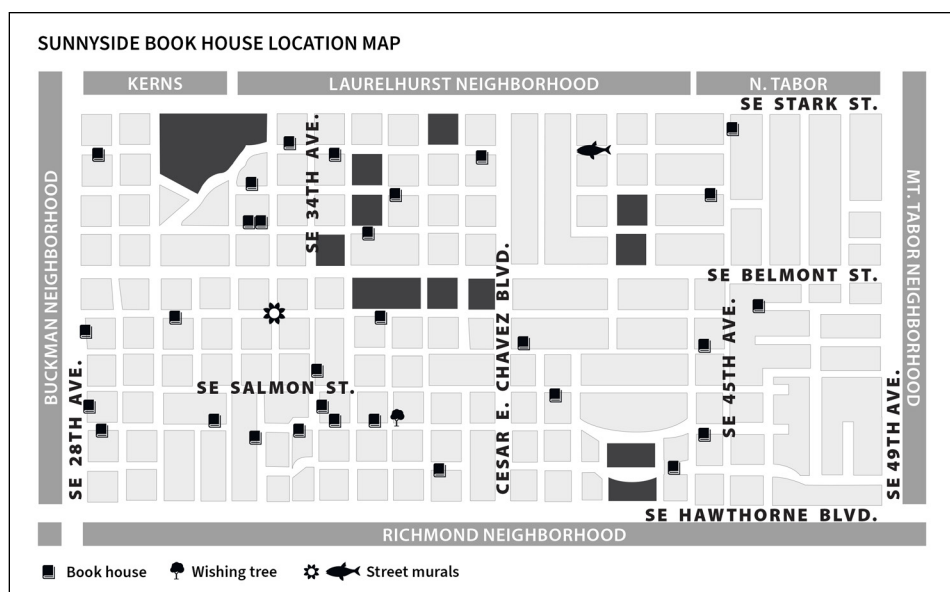 SUNNYSIDE BOOK HOUSE LOCATION MAP
KERNS
LAURELHURST NEIGHBORHOOD
N. TABOR
SE STARK ST.
BUCKMAN NEIGHBORHOOD
SE 34TH AVE.
MT. TABOR NEIGHBORHOOD
SE BELMONT ST.
CESAR E. CHAVEZ BLVD.
SE 45TH AVE.
SE SALMON ST.
SE 28TH AVE.
SE 49TH AVE.
SE HAWTHORNE BLVD.
RICHMOND NEIGHBORHOOD
Book house
Wishing tree
Street murals